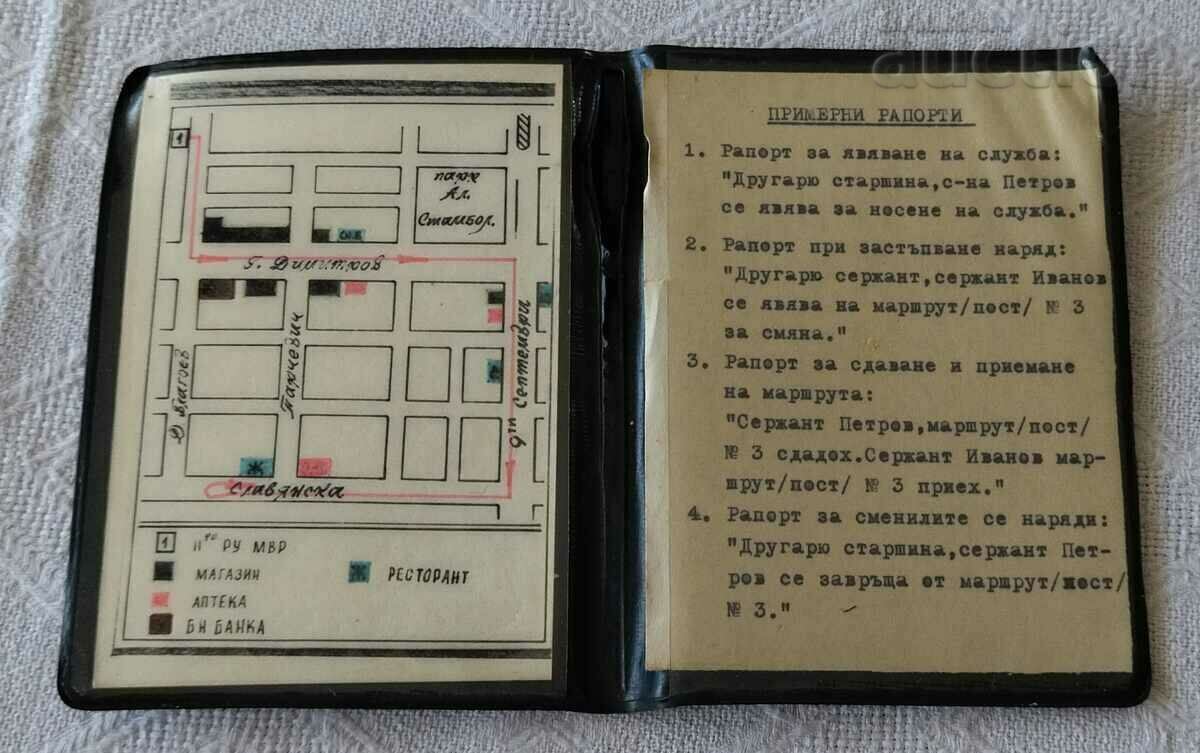 1
парк
Ал.
Стамбол.
Г. Димитров
Д. Благоев
Парчевич
9ти Септември
Славянска
1 Iво РУ МВР
МАГАЗИН
АПТЕКА
БН БАНКА
РЕСТОРАНТ
ПРИМЕРНИ РАПОРТИ
1. Рапорт за явяване на служба:
"Другарю старшина,с-на Петров
се явява за носене на служба."
2. Рапорт при застъпване наряд:
"Другарю сержант,сержант Иванов
се явява на маршрут/пост/ № 3
за смяна."
3. Рапорт за сдаване и приемане
на маршрута:
"Сержант Петров,маршрут/пост/
№ 3 сдадох.Сержант Иванов мар-
шрут/пост/ № 3 приех."
4. Рапорт за сменилите се наряди:
"Другарю старшина,сержант Пет-
ров се завръща от маршрут/пост/
№ 3."